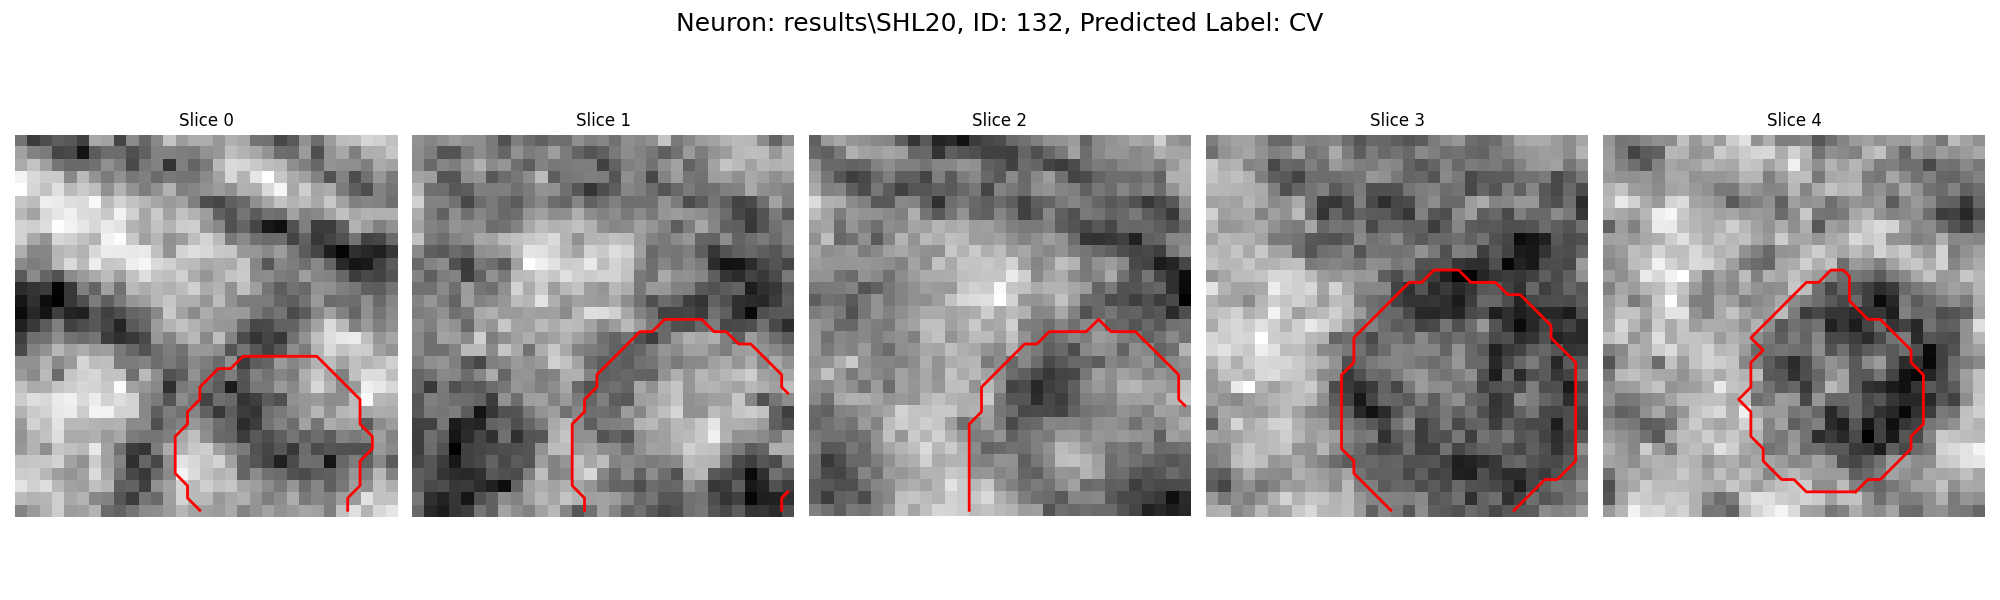 Neuron: results\SHL20, ID: 132, Predicted Label: CV
Slice 0
Slice 1
Slice 2
Slice 3
Slice 4